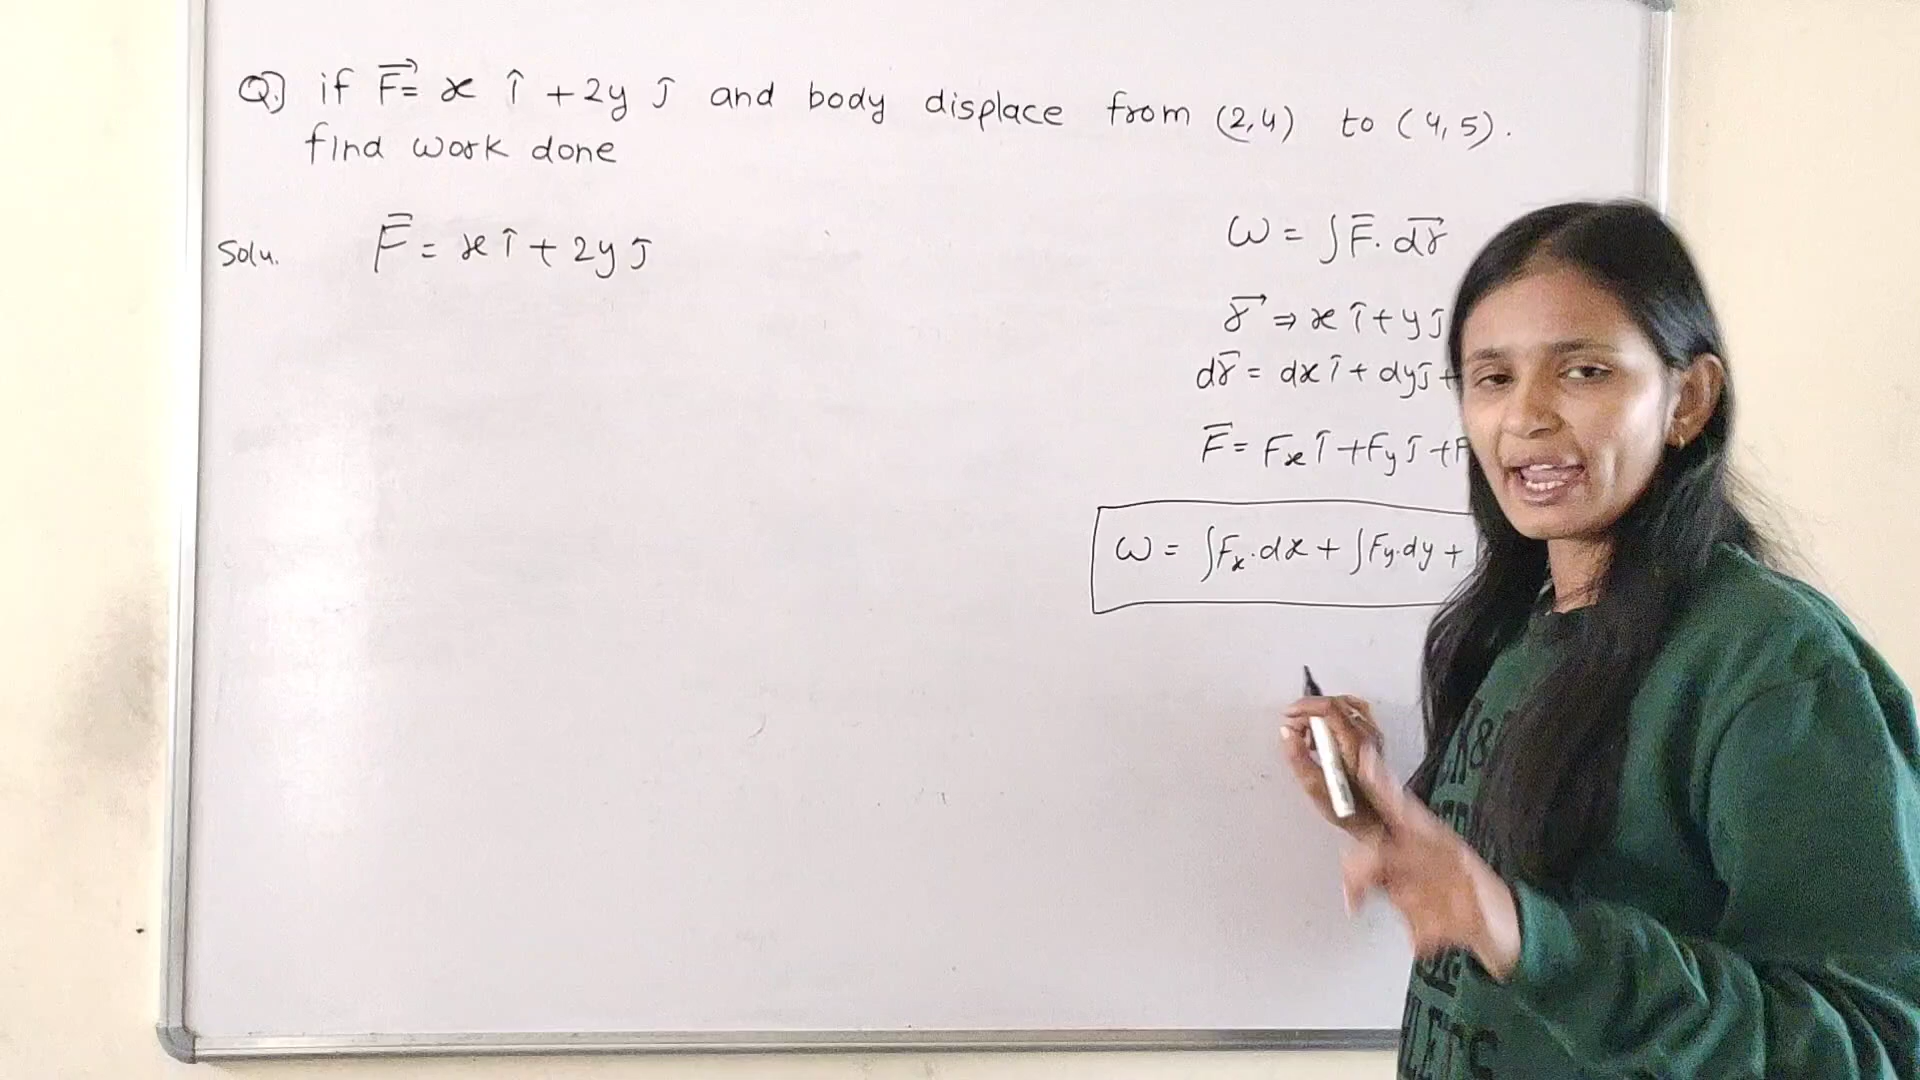 Q.) if F⃗ = x î + 2y ĵ and body displace from (2,4) to (4,5).
find work done
Solu. F̅ = x î + 2y ĵ
ω = ∫F̅. dr⃗
r⃗ ⇒ x î + y ĵ
dr̅ = dx î + dy ĵ +
F̅ = Fx î + Fy ĵ + F
ω = ∫Fx.dx + ∫Fy.dy +